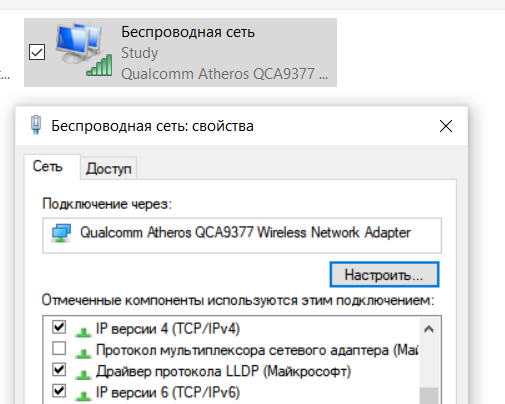 Беспроводная сеть
Study
Qualcomm Atheros QCA9377 ...
Беспроводная сеть: свойства
Сеть Доступ
Подключение через:
Qualcomm Atheros QCA9377 Wireless Network Adapter
Настроить...
Отмеченные компоненты используются этим подключением:
IP версии 4 (TCP/IPv4)
Протокол мультиплексора сетевого адаптера (Май
Драйвер протокола LLDP (Майкрософт)
IP версии 6 (TCP/IPv6)